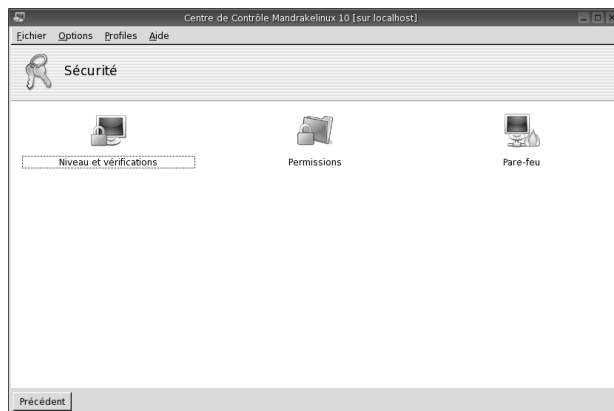 Centre de Contrôle Mandrakelinux 10 [sur localhost]
Fichier Options Profiles Aide
Sécurité
Niveau et vérifications Permissions Pare-feu
Précédent